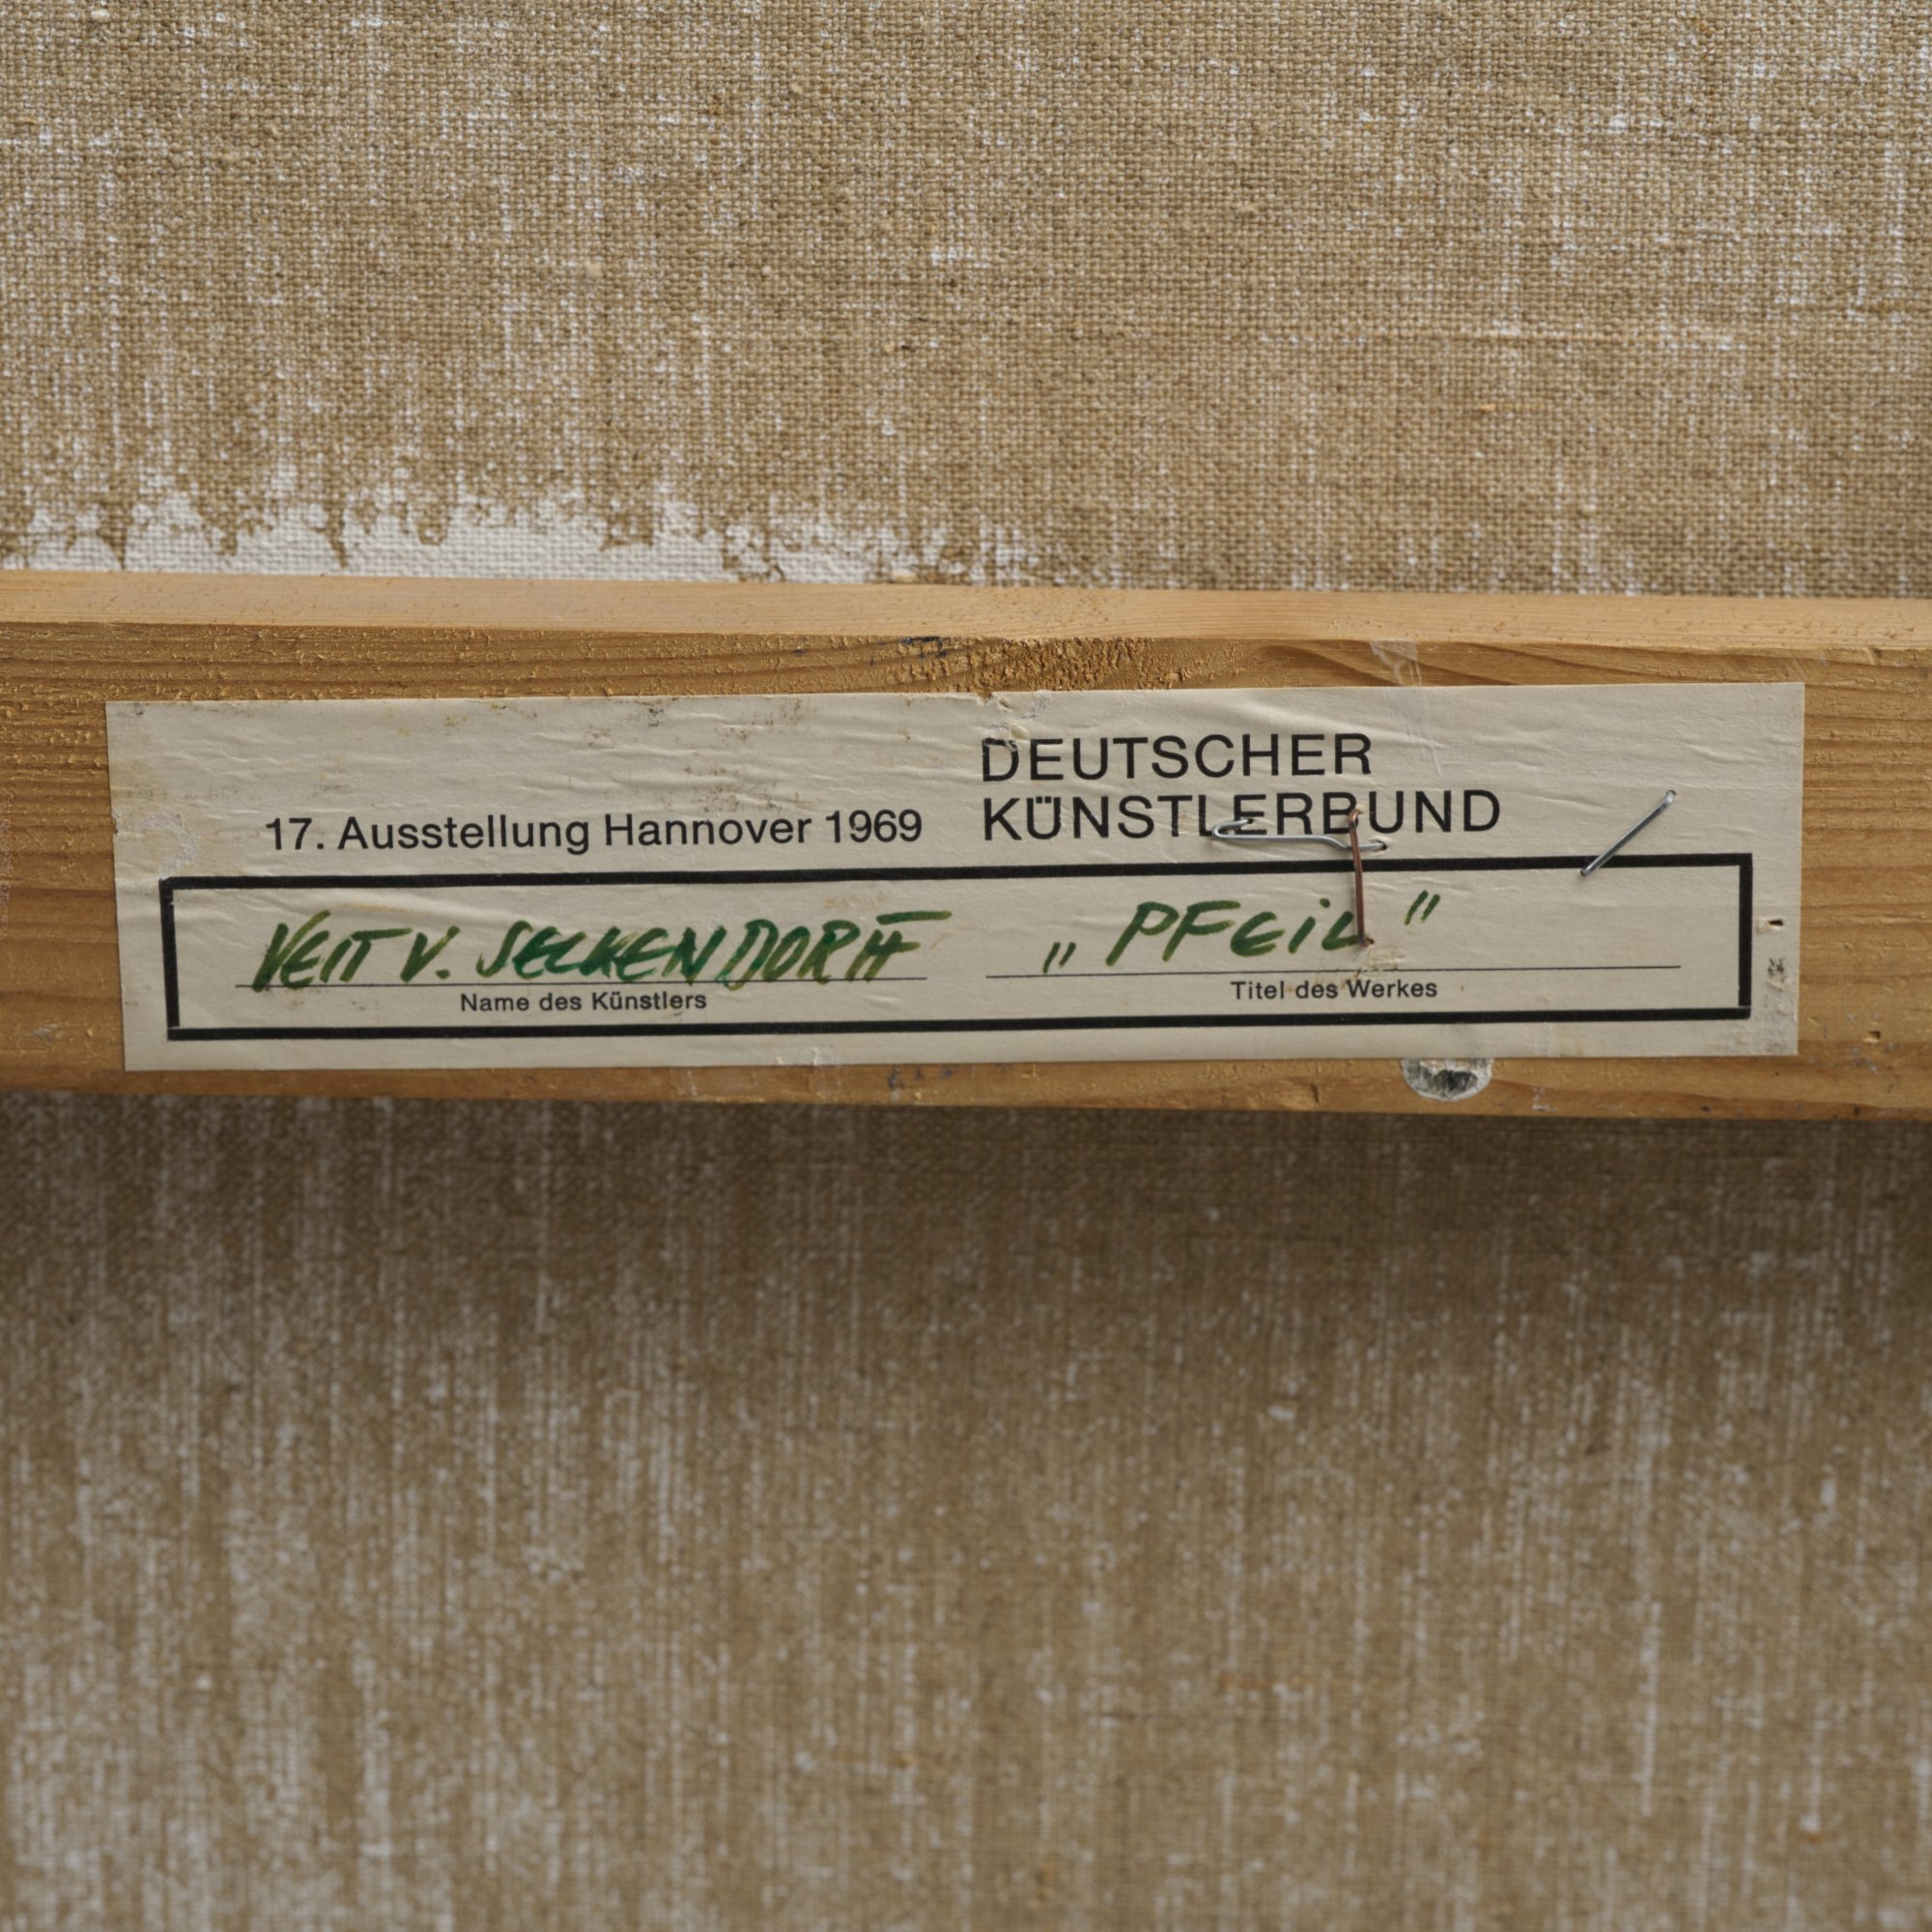 DEUTSCHER
17. Ausstellung Hannover 1969 KÜNSTLERBUND
VEIT V. SECKENDORFF „PFEiL"
Name des Künstlers Titel des Werkes